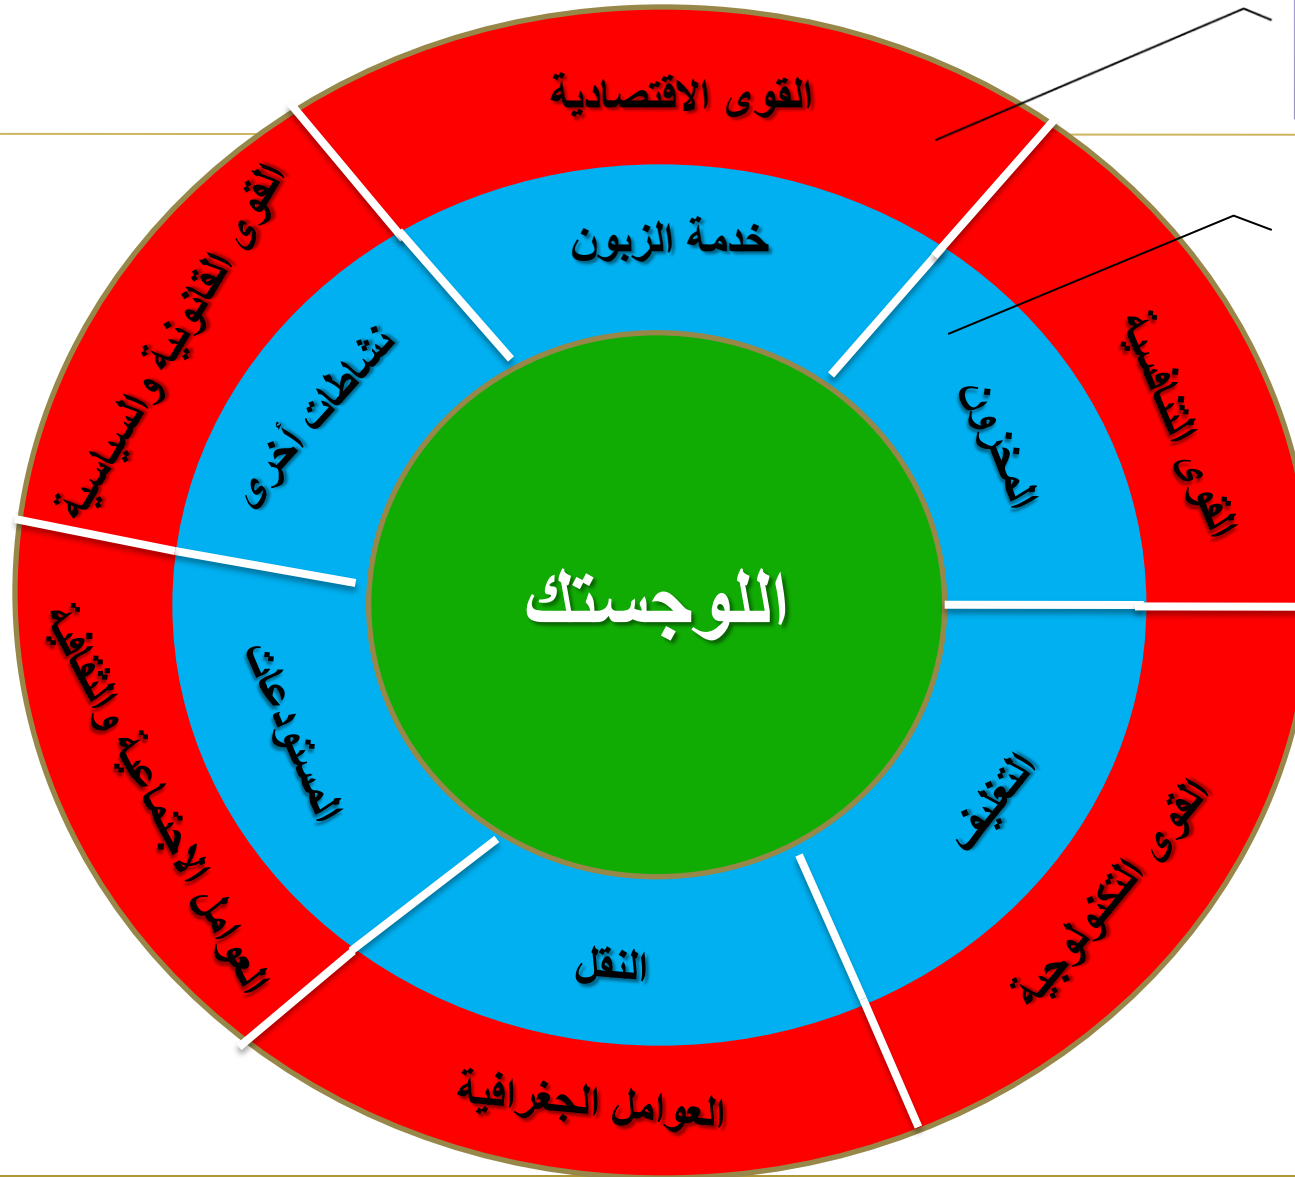 القوى الاقتصادية
خدمة الزبون
القوى التنافسية
المخزون
القوى التكنولوجية
التغليف
العوامل الجغرافية
النقل
العوامل الاجتماعية والثقافية
المستودعات
القوى القانونية والسياسية
نشاطات أخرى
اللوجستك